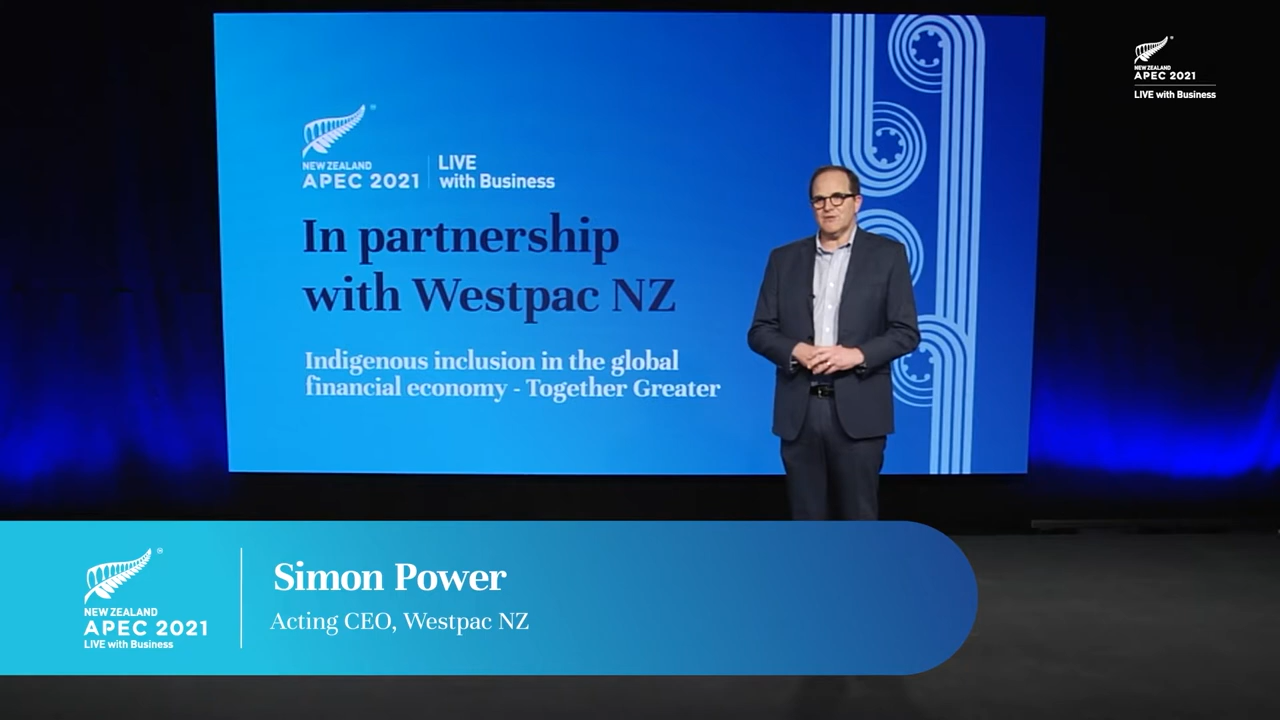 NEW ZEALAND
APEC 2021
LIVE
with Business
In partnership
with Westpac NZ
Indigenous inclusion in the global
financial economy - Together Greater
NEW ZEALAND
APEC 2021
LIVE with Business
NEW ZEALAND
APEC 2021
LIVE with Business
Simon Power
Acting CEO, Westpac NZ